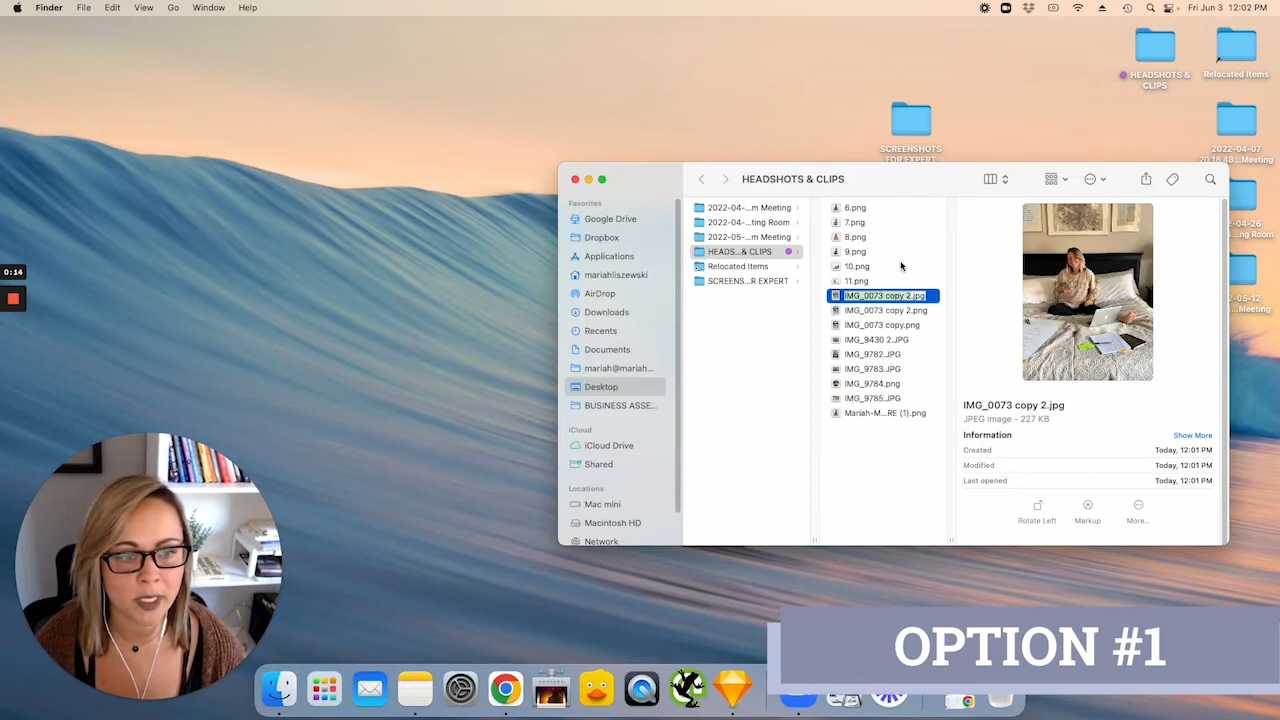 Finder File Edit View Go Window Help
Fri Jun 3 12:02 PM
HEADSHOTS &
CLIPS
Relocated Items
SCREENSHOTS
FOR EXPERT
2022-04-07
20.18.48...Meeting
...ng Room
...Meeting
0:14
HEADSHOTS & CLIPS
Favorites
Google Drive
Dropbox
Applications
mariahliszewski
AirDrop
Downloads
Recents
Documents
mariah@mariah...
Desktop
BUSINESS ASSE...
iCloud
iCloud Drive
Shared
Locations
Mac mini
Macintosh HD
Network
2022-04-...m Meeting
2022-04-...ting Room
2022-05-...m Meeting
HEADS...& CLIPS
Relocated Items
SCREENS...R EXPERT
6.png
7.png
8.png
9.png
10.png
11.png
IMG_0073 copy 2.jpg
IMG_0073 copy 2.png
IMG_0073 copy.png
IMG_9430 2.JPG
IMG_9782.JPG
IMG_9783.JPG
IMG_9784.png
IMG_9785.JPG
Mariah-M...RE (1).png
IMG_0073 copy 2.jpg
JPEG image - 227 KB
Information Show More
Created Today, 12:01 PM
Modified Today, 12:01 PM
Last opened Today, 12:01 PM
Rotate Left Markup More...
OPTION #1